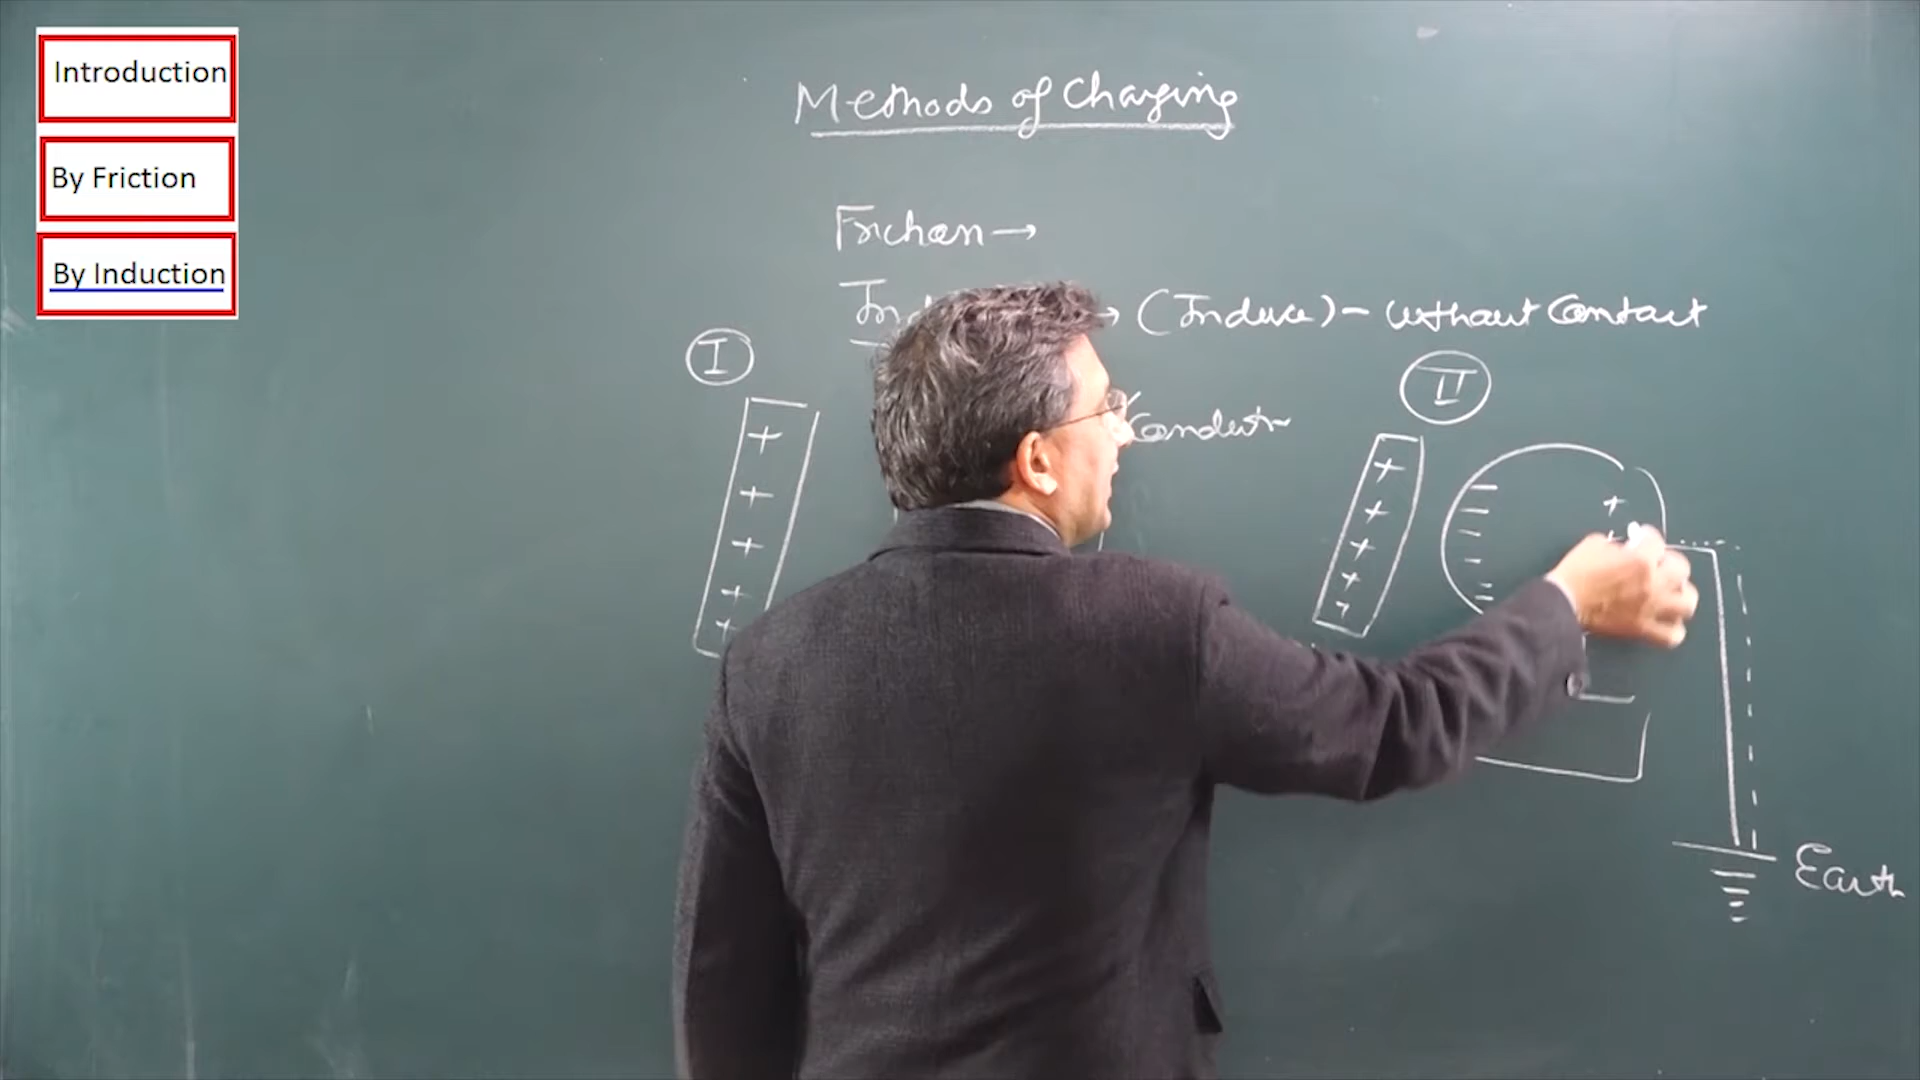 Introduction
By Friction
By Induction
Methods of Charging
Friction →
→ (Induce) - without Contact
I
II
Conductor
+
+
+
+
+
+
+
+
+
+
+
Earth